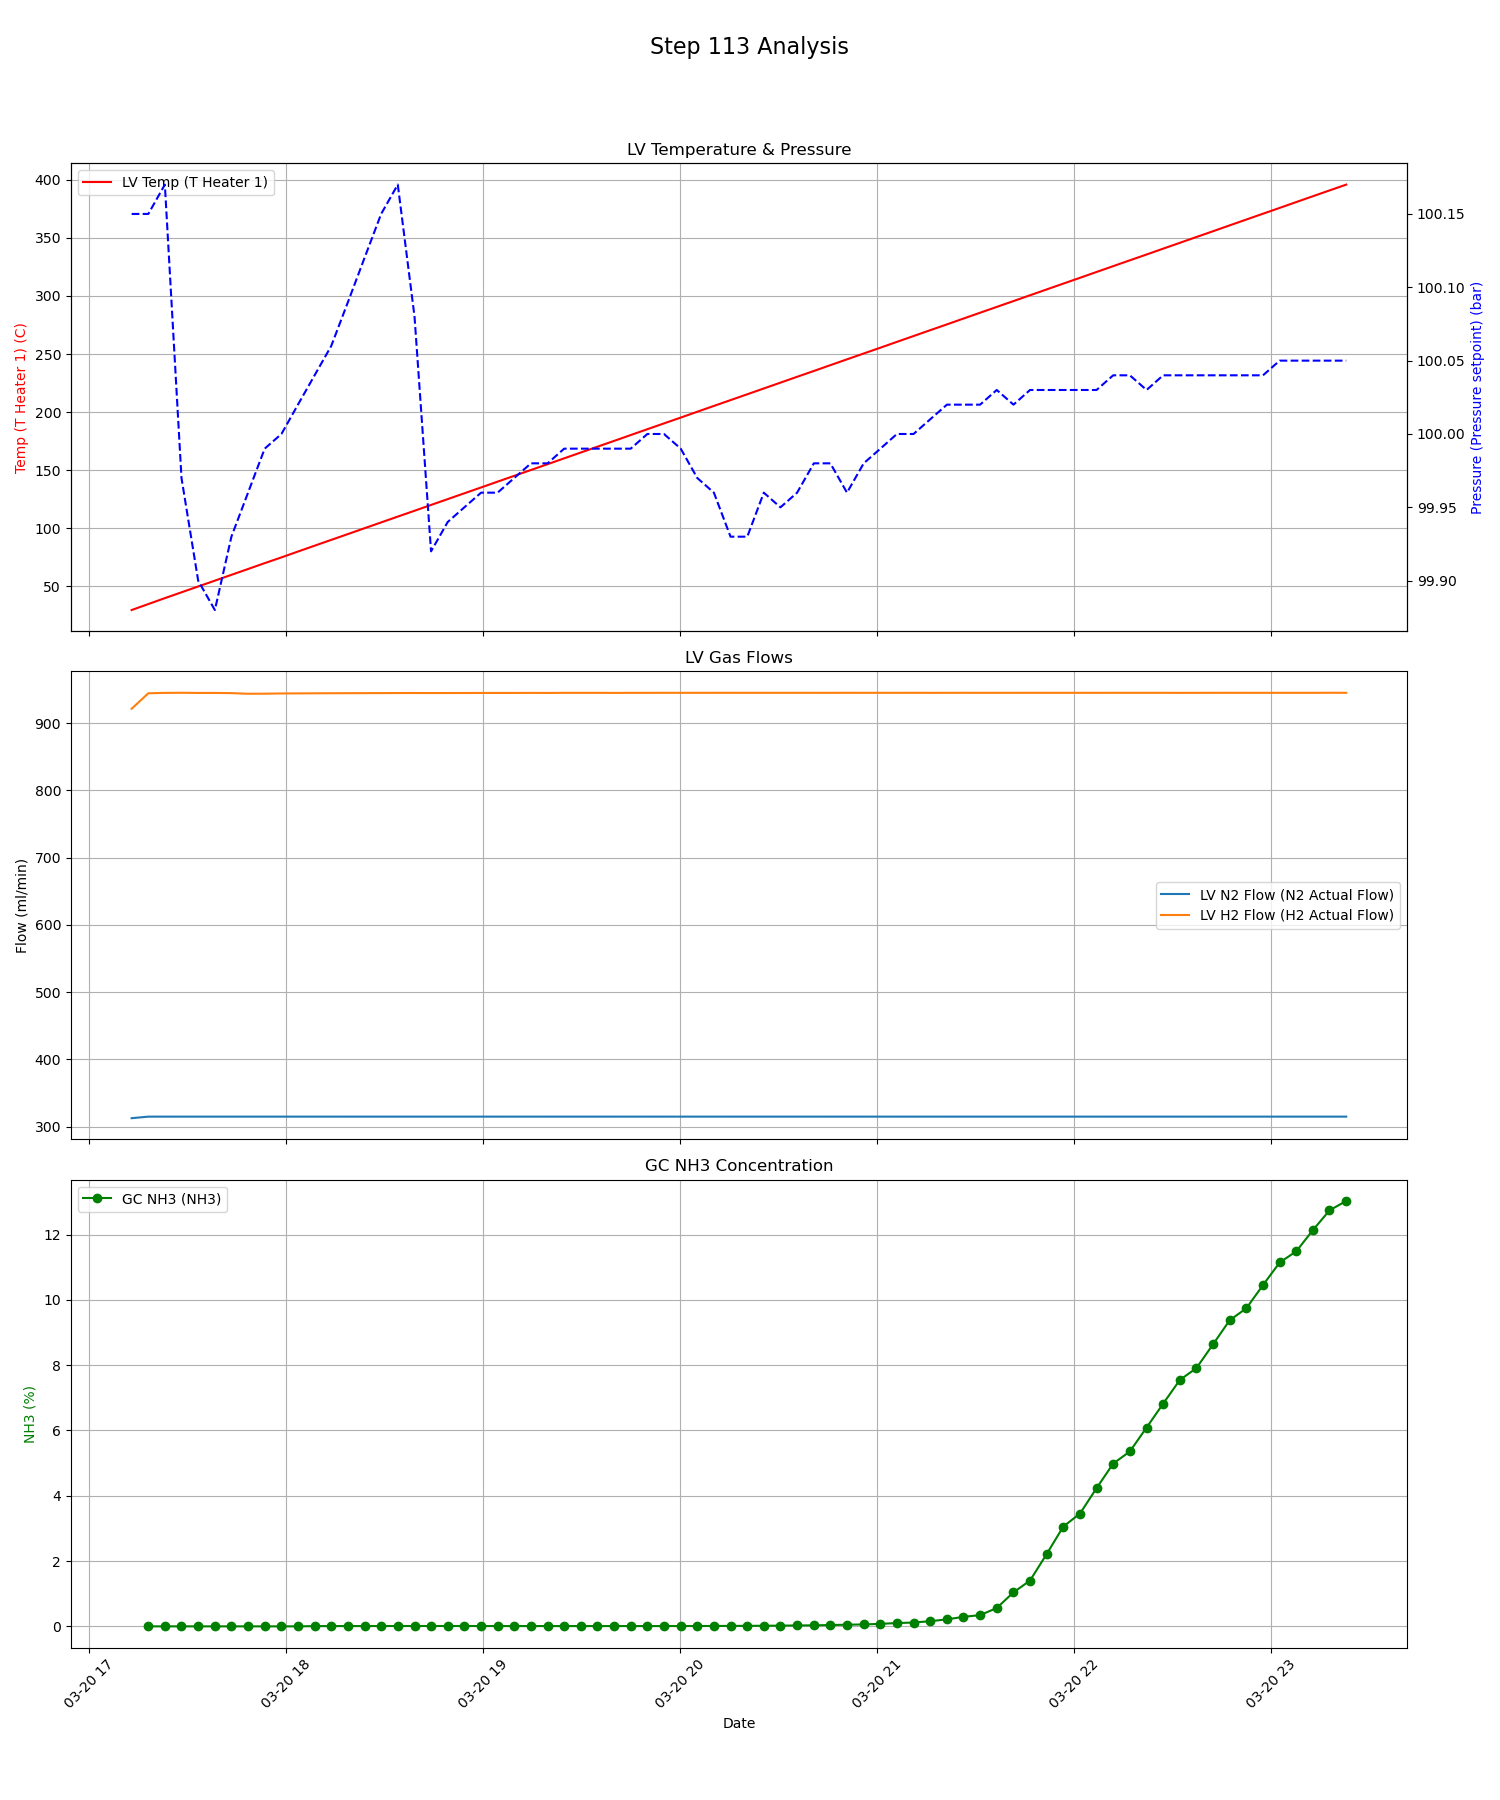 Step 113 Analysis
LV Temperature & Pressure
LV Temp (T Heater 1)
400
350
300
250
200
150
100
50
Temp (T Heater 1) (C)
100.15
100.10
100.05
100.00
99.95
99.90
Pressure (Pressure setpoint) (bar)
LV Gas Flows
900
800
700
600
500
400
300
Flow (ml/min)
LV N2 Flow (N2 Actual Flow)
LV H2 Flow (H2 Actual Flow)
GC NH3 Concentration
GC NH3 (NH3)
12
10
8
6
4
2
0
NH3 (%)
03-20 17
03-20 18
03-20 19
03-20 20
03-20 21
03-20 22
03-20 23
Date